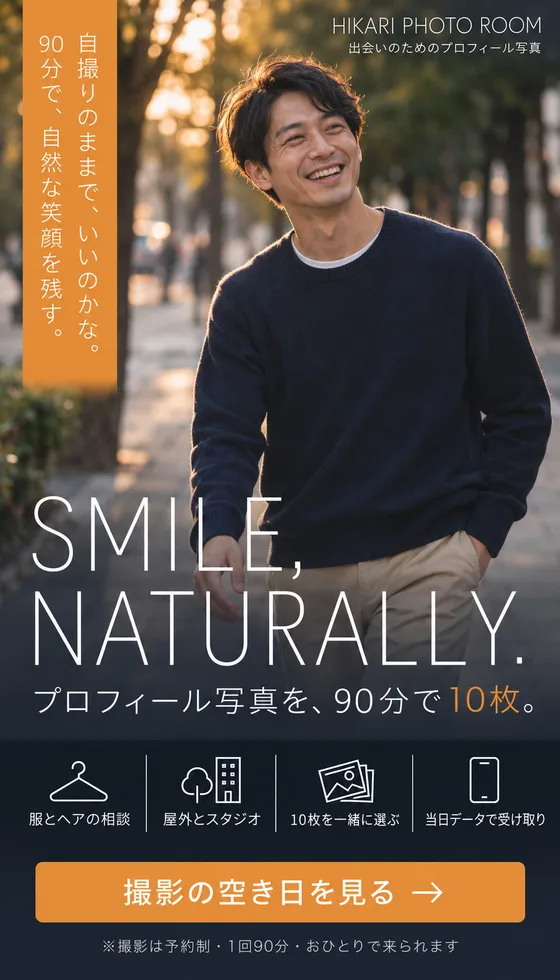 HIKARI PHOTO ROOM
出会いのためのプロフィール写真
自撮りのままで、いいのかな。
90分で、自然な笑顔を残す。
SMILE,
NATURALLY.
プロフィール写真を、90分で10枚。
服とヘアの相談
屋外とスタジオ
10枚を一緒に選ぶ
当日データで受け取り
撮影の空き日を見る →
※撮影は予約制・1回90分・おひとりで来られます